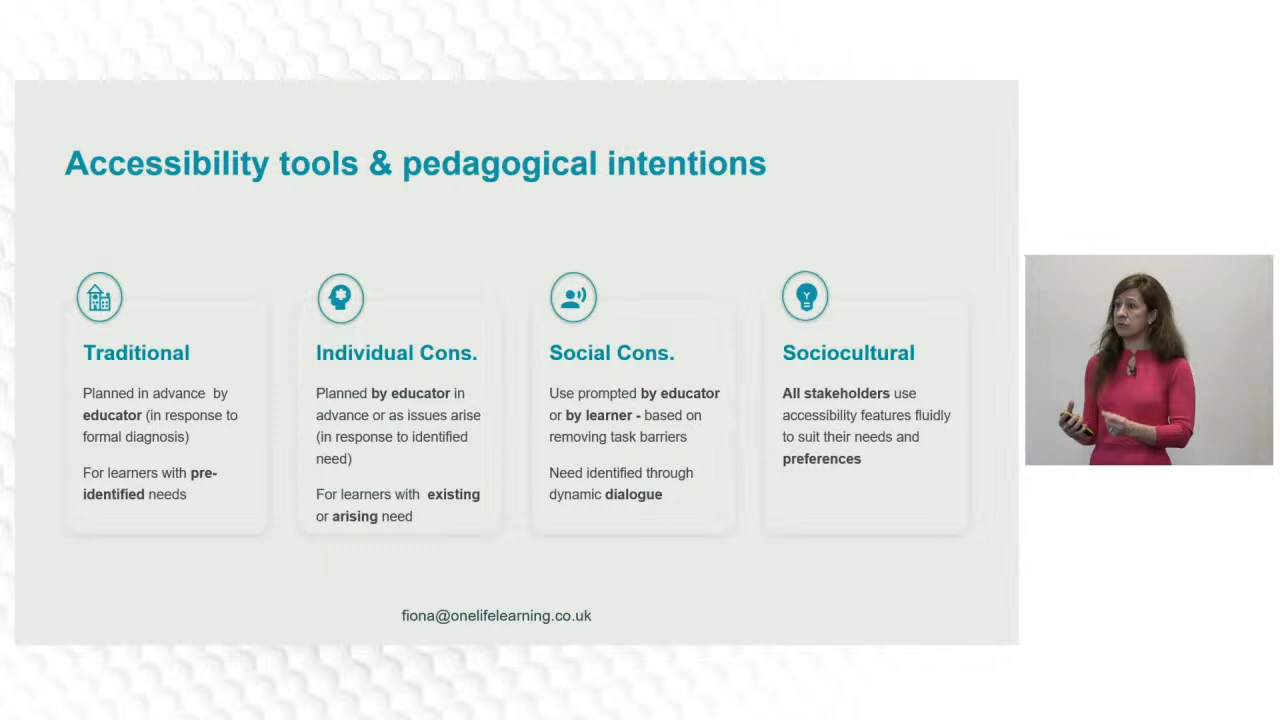 Accessibility tools & pedagogical intentions
Traditional
Planned in advance by
educator (in response to
formal diagnosis)
For learners with pre-
identified needs
Individual Cons.
Planned by educator in
advance or as issues arise
(in response to identified
need)
For learners with existing
or arising need
Social Cons.
Use prompted by educator
or by learner - based on
removing task barriers
Need identified through
dynamic dialogue
Sociocultural
All stakeholders use
accessibility features fluidly
to suit their needs and
preferences
fiona@onelifelearning.co.uk